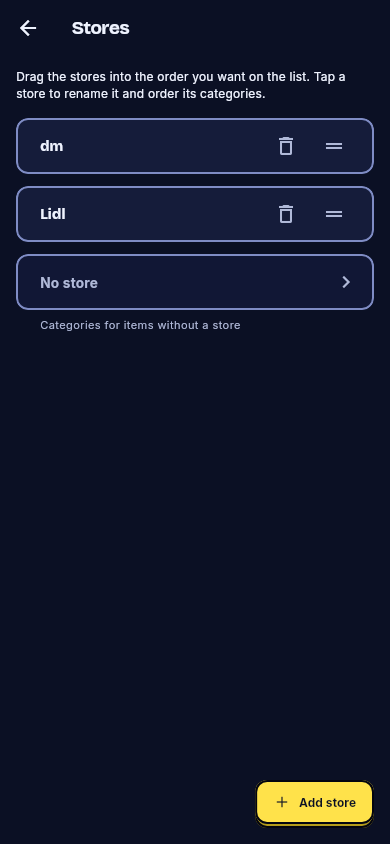 Stores
Drag the stores into the order you want on the list. Tap a
store to rename it and order its categories.
dm
Lidl
No store
Categories for items without a store
Add store